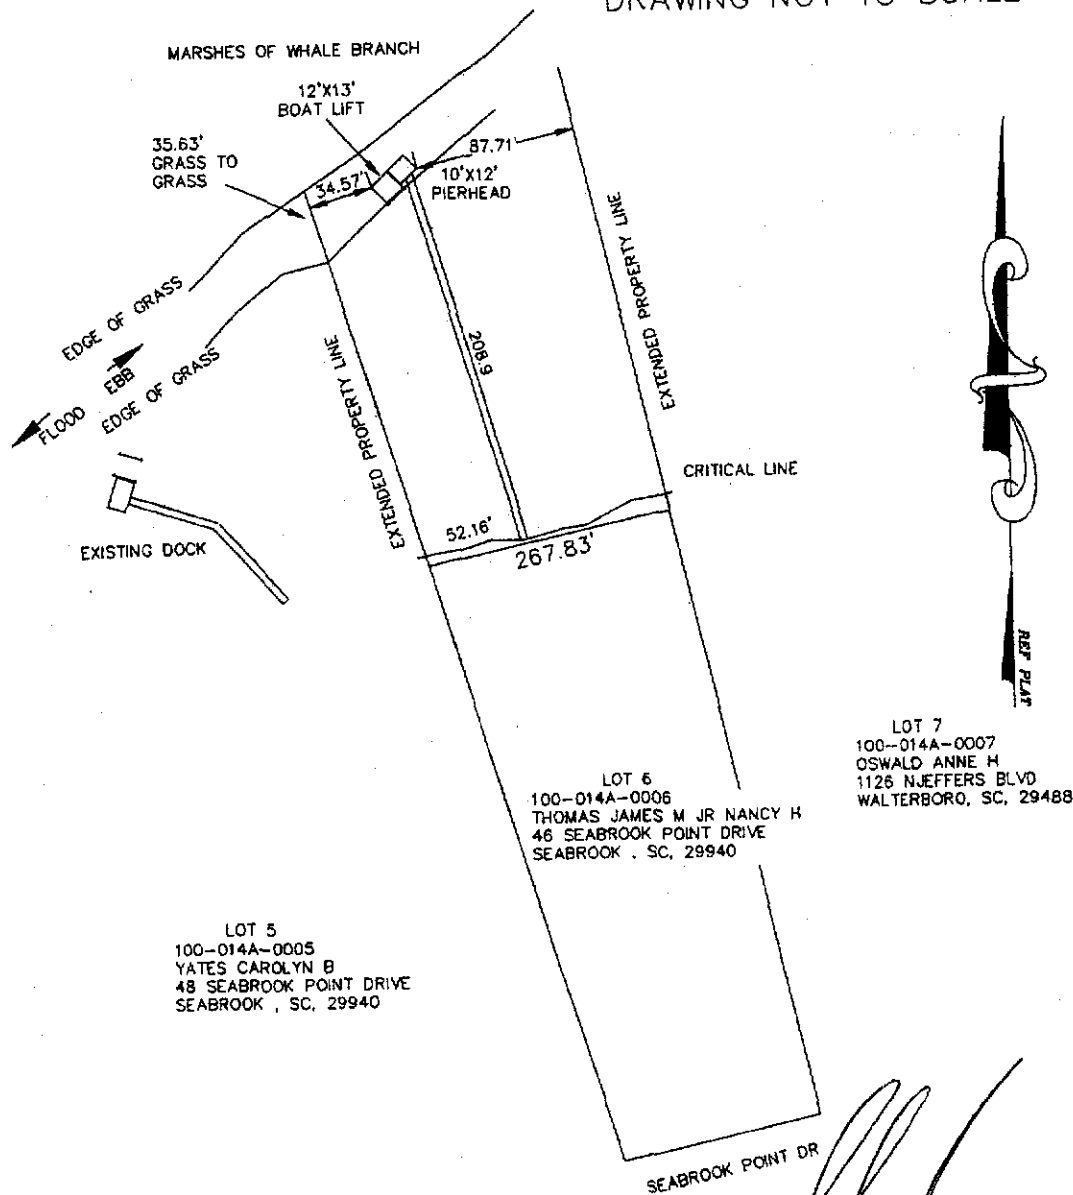 MARSHES OF WHALE BRANCH
12'X13'
BOAT LIFT
35.63'
GRASS TO
GRASS
34.57'
87.71'
10'X12'
PIERHEAD
EDGE OF GRASS
EBB
FLOOD
EDGE OF GRASS
EXTENDED PROPERTY LINE
208.9
EXTENDED PROPERTY LINE
CRITICAL LINE
52.16'
267.83'
EXISTING DOCK
REF PLAT
LOT 7
100-014A-0007
OSWALD ANNE H
1126 NJEFFERS BLVD
WALTERBORO, SC, 29488
LOT 6
100-014A-0006
THOMAS JAMES M JR NANCY H
46 SEABROOK POINT DRIVE
SEABROOK , SC, 29940
LOT 5
100-014A-0005
YATES CAROLYN B
48 SEABROOK POINT DRIVE
SEABROOK , SC, 29940
SEABROOK POINT DR